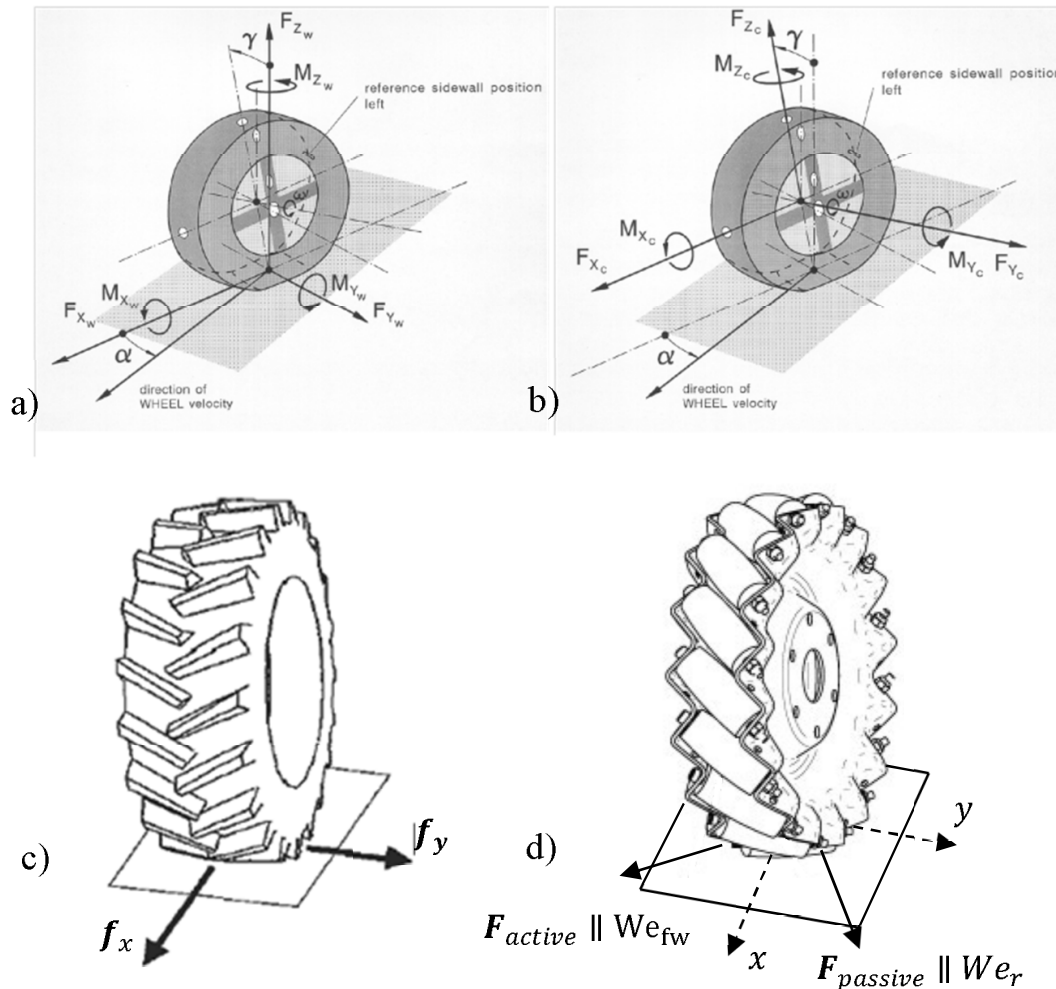 F_Zw
γ
M_Zw
reference sidewall position
left
ω
M_Xw
F_Xw
M_Yw
F_Yw
α
direction of
WHEEL velocity
a)
F_Zc
γ
M_Zc
reference sidewall position
left
ω
M_Xc
F_Xc
M_Yc
F_Yc
α
direction of
WHEEL velocity
b)
c)
f_y
f_x
d)
y
F_active ∥ We_fw
x
F_passive ∥ We_r